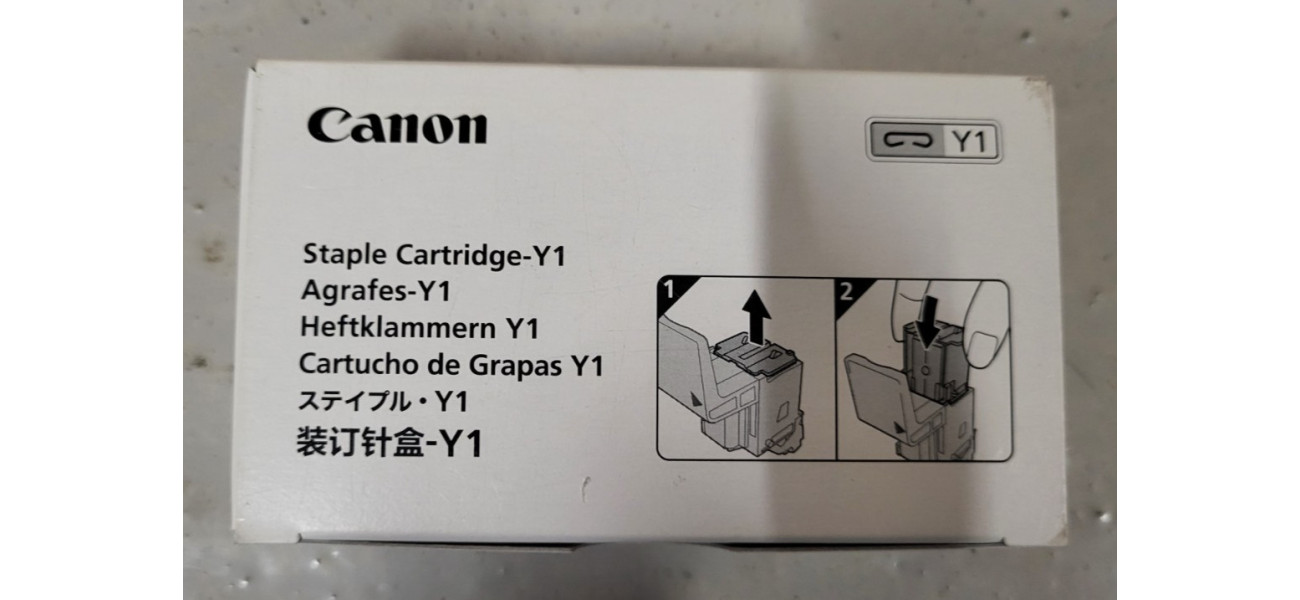 Canon
Y1
Staple Cartridge-Y1
Agrafes-Y1
Heftklammern Y1
Cartucho de Grapas Y1
ステイプル・Y1
装订针盒-Y1
1
2